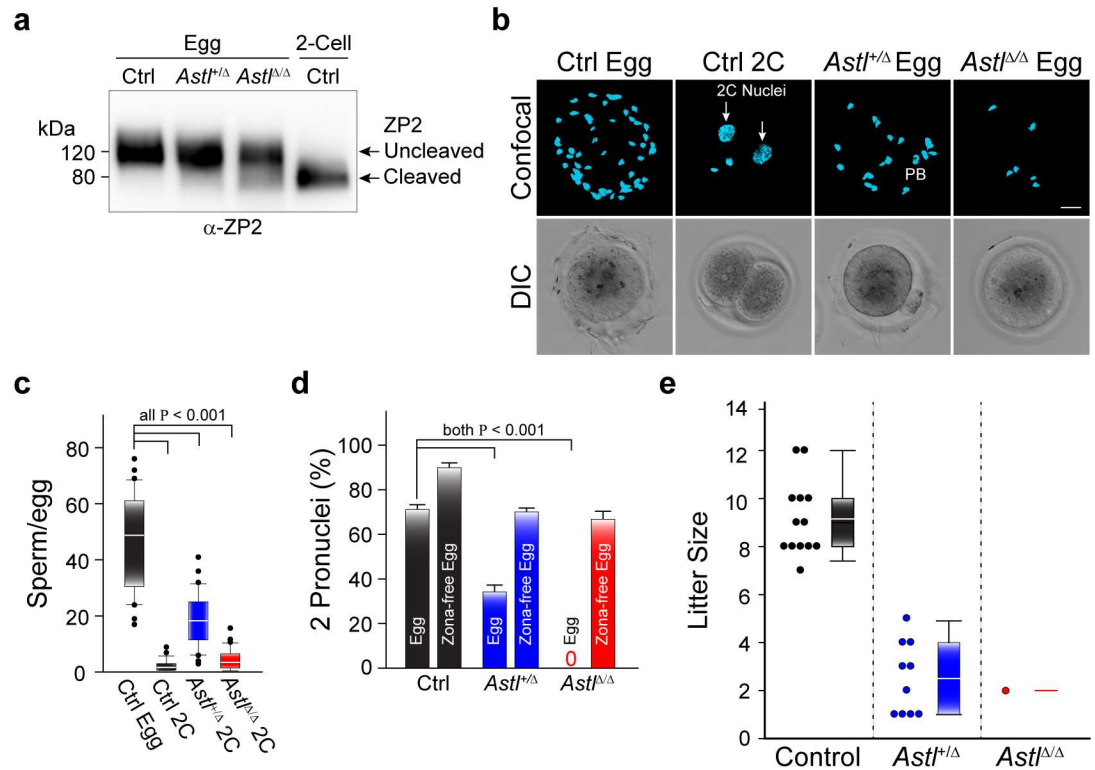 a
Egg
2-Cell
Ctrl
Astl+/Δ
AstlΔ/Δ
Ctrl
kDa
120
80
ZP2
Uncleaved
Cleaved
α-ZP2
b
Ctrl Egg
Ctrl 2C
Astl+/Δ Egg
AstlΔ/Δ Egg
Confocal
2C Nuclei
PB
DIC
c
all P < 0.001
Sperm/egg
80
60
40
20
0
Ctrl Egg
Ctrl 2C
Astl+/Δ 2C
AstlΔ/Δ 2C
d
both P < 0.001
2 Pronuclei (%)
100
80
60
40
20
0
Egg
Zona-free Egg
Egg
Zona-free Egg
Egg
0
Zona-free Egg
Ctrl
Astl+/Δ
AstlΔ/Δ
e
Litter Size
14
12
10
8
6
4
2
0
Control
Astl+/Δ
AstlΔ/Δ